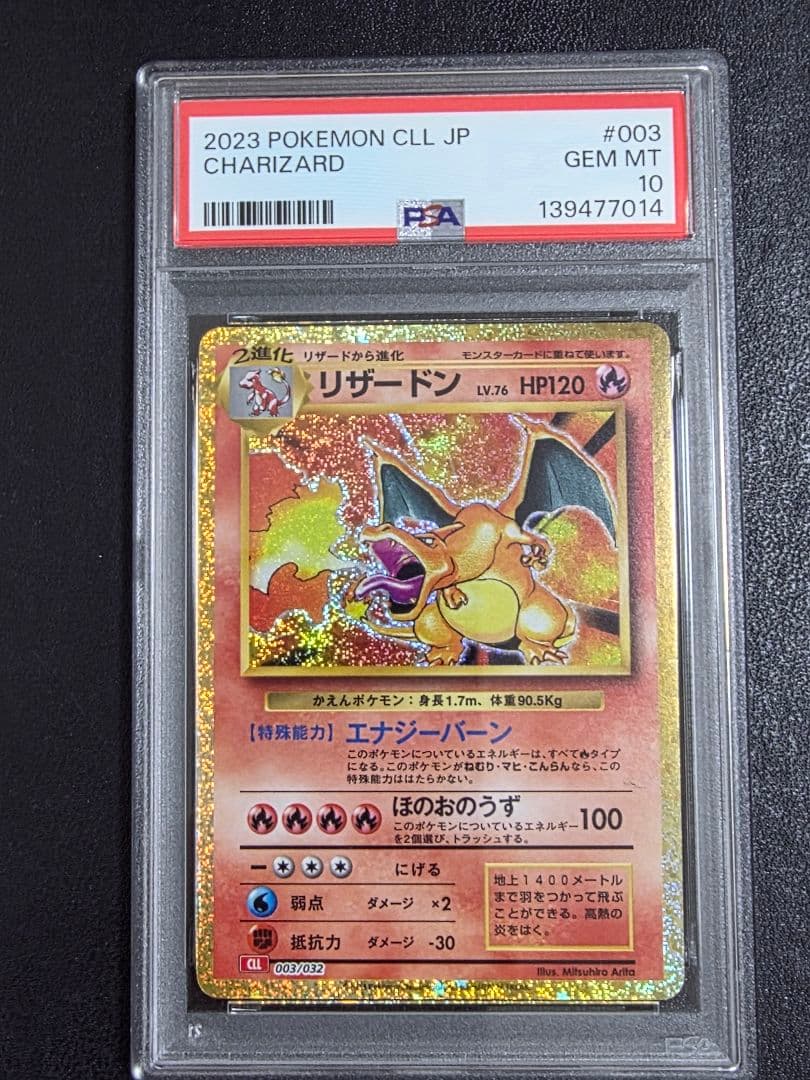 2023 POKEMON CLL JP #003
CHARIZARD GEM MT
10
PSA 139477014
2進化 リザードから進化 モンスターカードに重ねて使います。
リザードン LV.76 HP120
かえんポケモン：身長1.7m、体重90.5Kg
【特殊能力】 エナジーバーン
このポケモンについているエネルギーは、すべて タイプ
になる。このポケモンがねむり・マヒ・こんらんなら、この
特殊能力ははたらかない。
ほのおのうず 100
このポケモンについているエネルギー
を2個選び、トラッシュする。
にげる
弱点 ダメージ ×2
抵抗力 ダメージ -30
地上1400メートル
まで羽をつかって飛ぶ
ことができる。高熱の
炎をはく。
CLL 003/032
Illus. Mitsuhiro Arita